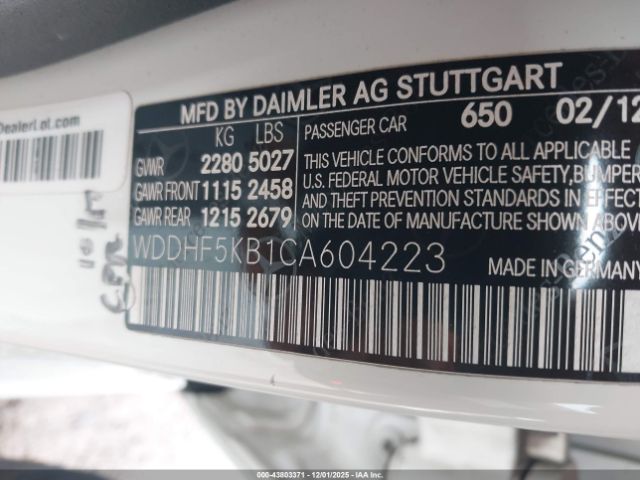 DealerLot.com
MFD BY DAIMLER AG STUTTGART
KG LBS
GVWR 2280 5027
GAWR FRONT 1115 2458
GAWR REAR 1215 2679
PASSENGER CAR 650 02/12
THIS VEHICLE CONFORMS TO ALL APPLICABLE
U.S. FEDERAL MOTOR VEHICLE SAFETY, BUMPER
AND THEFT PREVENTION STANDARDS IN EFFECT
ON THE DATE OF MANUFACTURE SHOWN ABOVE
WDDHF5KB1CA604223
MADE IN GERMANY
000-43803371 - 12/01/2025 - IAA Inc.